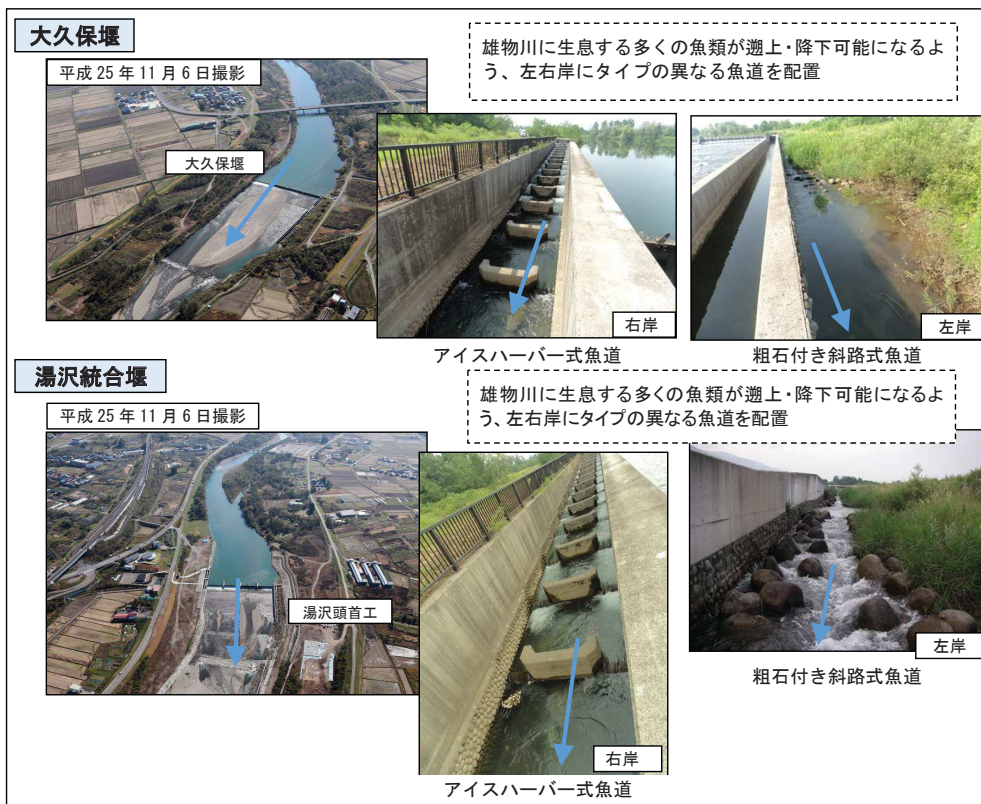 大久保堰
平成25年11月6日撮影
大久保堰
雄物川に生息する多くの魚類が遡上・降下可能になるよ
う、左右岸にタイプの異なる魚道を配置
右岸
アイスハーバー式魚道
左岸
粗石付き斜路式魚道
湯沢統合堰
平成25年11月6日撮影
湯沢頭首工
雄物川に生息する多くの魚類が遡上・降下可能になるよ
う、左右岸にタイプの異なる魚道を配置
右岸
アイスハーバー式魚道
左岸
粗石付き斜路式魚道